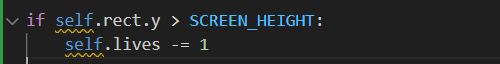 if self.rect.y > SCREEN_HEIGHT:
    self.lives -= 1